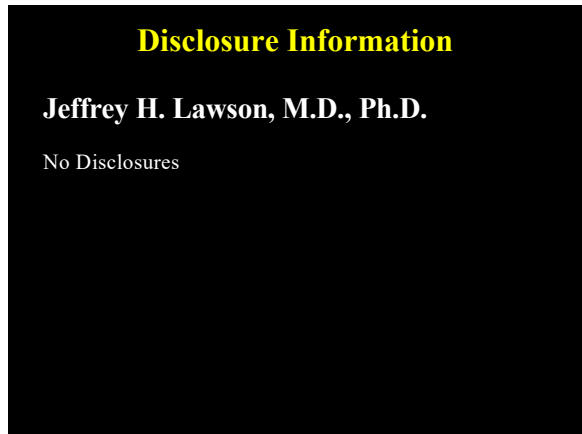 Disclosure Information
Jeffrey H. Lawson, M.D., Ph.D.
No Disclosures